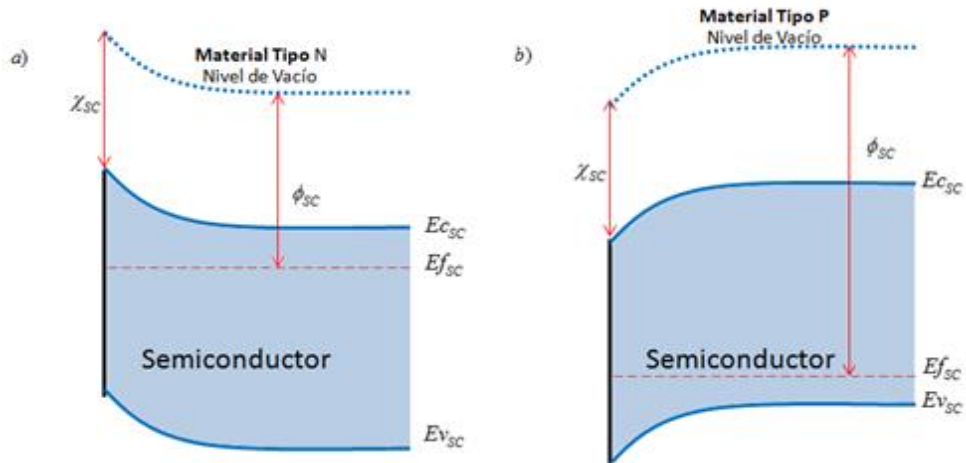 a)
Material Tipo N
Nivel de Vacío
χSC
ϕSC
EcSC
EfSC
Semiconductor
EvSC
b)
Material Tipo P
Nivel de Vacío
χSC
ϕSC
EcSC
Semiconductor
EfSC
EvSC